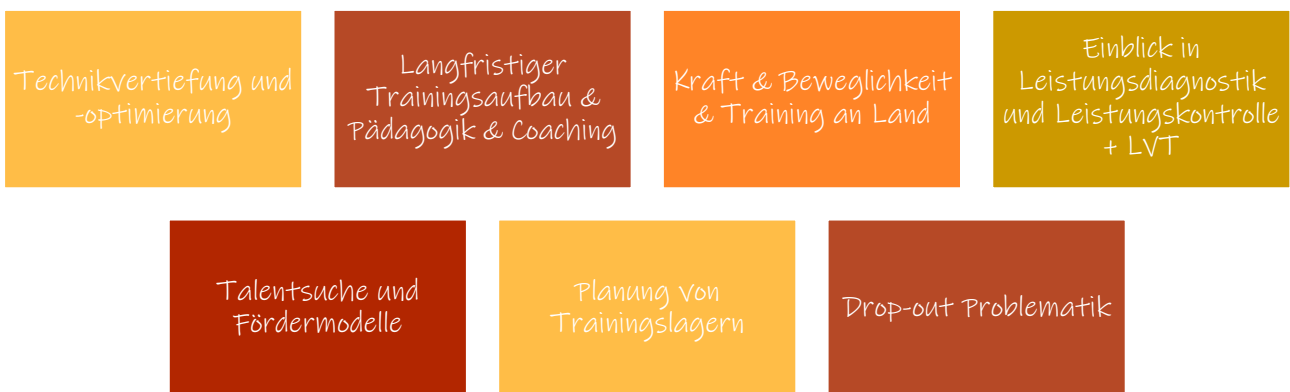 Technikvertiefung und
-optimierung
Langfristiger
Trainingsaufbau &
Pädagogik & Coaching
Kraft & Beweglichkeit
& Training an Land
Einblick in
Leistungsdiagnostik
und Leistungskontrolle
+ LVT
Talentsuche und
Fördermodelle
Planung von
Trainingslagern
Drop-out Problematik